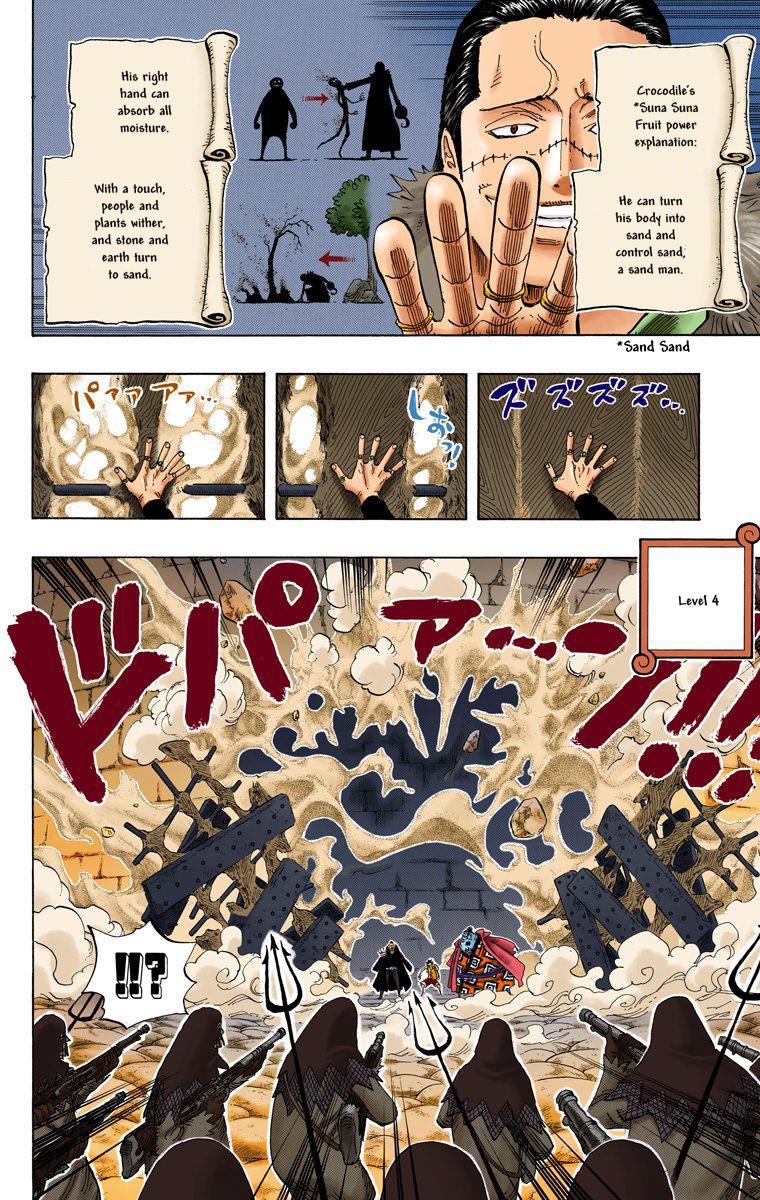 Crocodile's
*Suna Suna
Fruit power
explanation:
He can turn
his body into
sand and
control sand,
a sand man.
*Sand Sand
His right
hand can
absorb all
moisture.
With a touch,
people and
plants wither,
and stone and
earth turn
to sand.
ズズズズ...
しおっ!
パァァアァ...
Level 4
ドパァ...ーン!!!
!!?